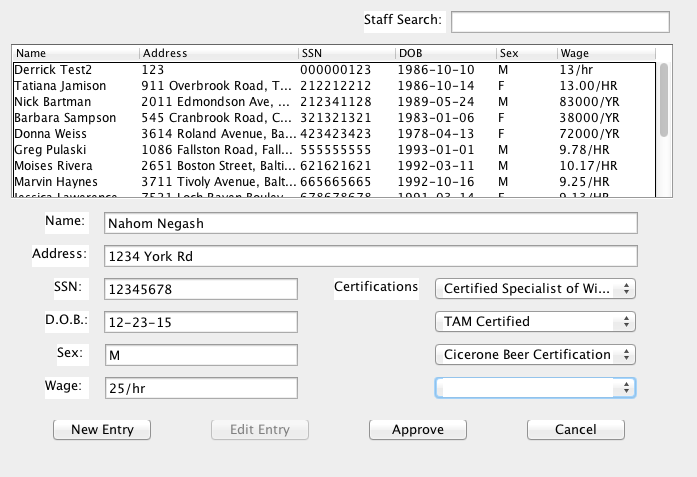 Staff Search:
Name Address SSN DOB Sex Wage
Derrick Test2 123 000000123 1986-10-10 M 13/hr
Tatiana Jamison 911 Overbrook Road, T... 212212212 1986-10-14 F 13.00/HR
Nick Bartman 2011 Edmondson Ave, ... 212341128 1989-05-24 M 83000/YR
Barbara Sampson 545 Cranbrook Road, C... 321321321 1983-01-06 F 38000/YR
Donna Weiss 3614 Roland Avenue, Ba... 423423423 1978-04-13 F 72000/YR
Greg Pulaski 1086 Fallston Road, Fall... 555555555 1993-01-01 M 9.78/HR
Moises Rivera 2651 Boston Street, Balti... 621621621 1992-03-11 M 10.17/HR
Marvin Haynes 3711 Tivoly Avenue, Balt... 665665665 1992-10-16 M 9.25/HR
Jessica Lawerence 7521 Loch Raven Boulev... 678678678 1991-03-14 F 9.13/HR
Name: Nahom Negash
Address: 1234 York Rd
SSN: 12345678 Certifications Certified Specialist of Wi...
D.O.B.: 12-23-15 TAM Certified
Sex: M Cicerone Beer Certification
Wage: 25/hr
New Entry Edit Entry Approve Cancel